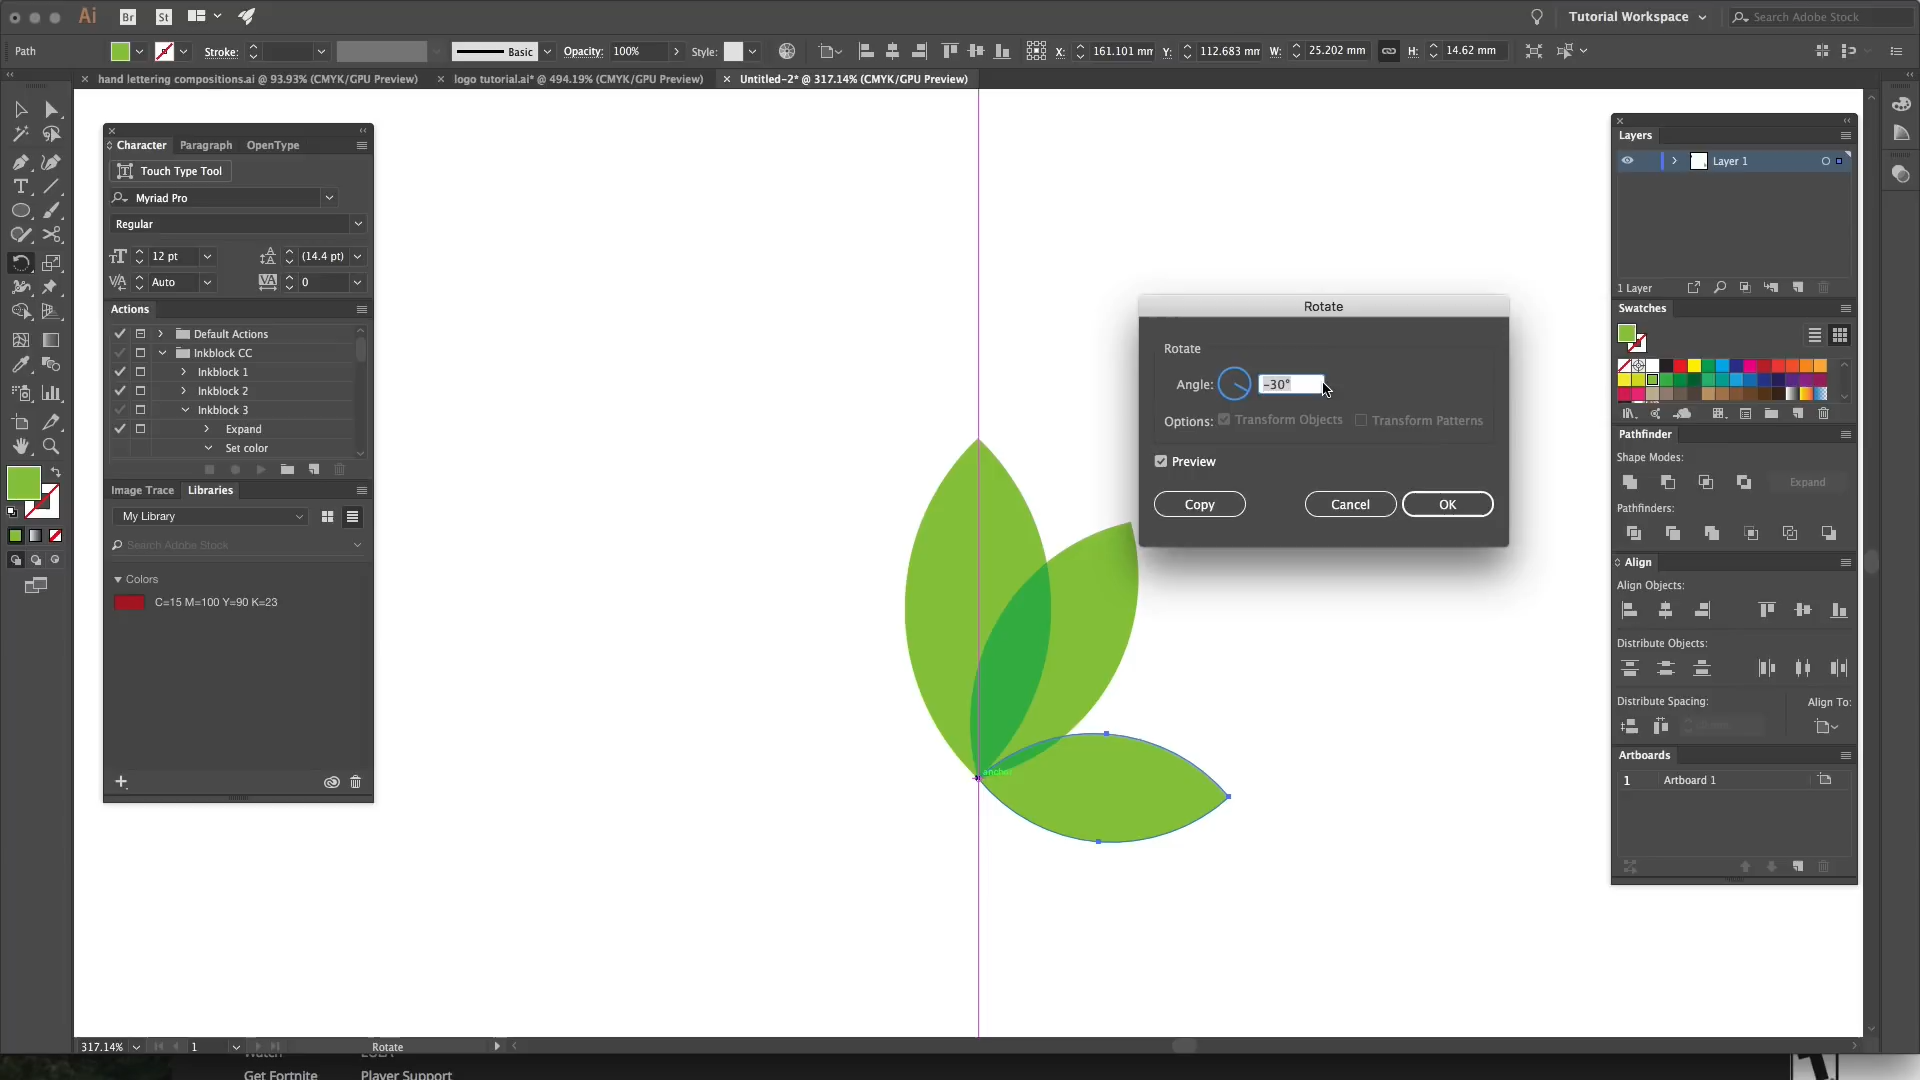 Ai Br St Tutorial Workspace Search Adobe Stock
Path Stroke: Basic Opacity: 100% Style: X: 161.101 mm Y: 112.683 mm W: 25.202 mm H: 14.62 mm
hand lettering compositions.ai @ 93.93% (CMYK/GPU Preview) logo tutorial.ai* @ 494.19% (CMYK/GPU Preview) Untitled-2* @ 317.14% (CMYK/GPU Preview)
Character Paragraph OpenType
Touch Type Tool
Myriad Pro
Regular
12 pt (14.4 pt)
Auto 0
Actions
Default Actions
Inkblock CC
Inkblock 1
Inkblock 2
Inkblock 3
Expand
Set color
Image Trace Libraries
My Library
Search Adobe Stock
Colors
C=15 M=100 Y=90 K=23
Rotate
Rotate
Angle: -30°
Options: Transform Objects Transform Patterns
Preview
Copy Cancel OK
anchor
Layers
Layer 1
1 Layer
Swatches
Pathfinder
Shape Modes:
Expand
Pathfinders:
Align
Align Objects:
Distribute Objects:
Distribute Spacing: Align To:
Artboards
1 Artboard 1
317.14% 1 Rotate
Get Fortnite Player Support